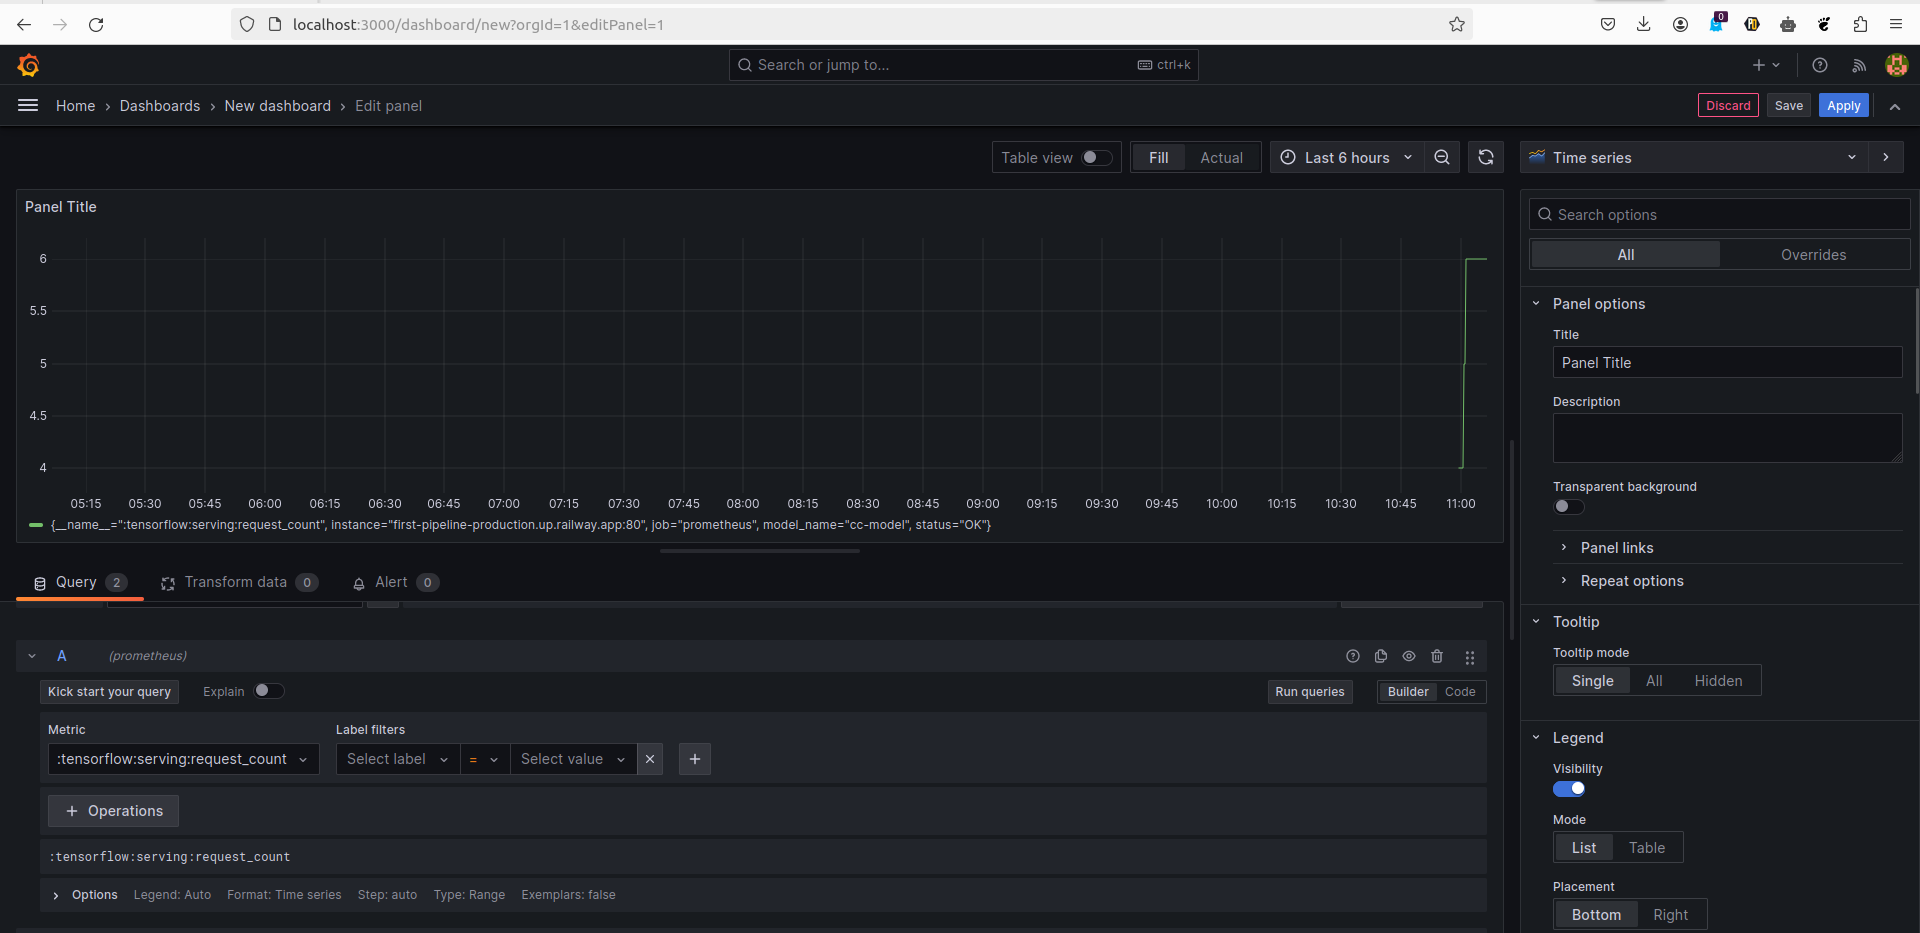 localhost:3000/dashboard/new?orgId=1&editPanel=1
0
Search or jump to...
ctrl+k
Home › Dashboards › New dashboard › Edit panel
Discard
Save
Apply
Table view
Fill
Actual
Last 6 hours
Time series
Panel Title
6
5.5
5
4.5
4
05:15 05:30 05:45 06:00 06:15 06:30 06:45 07:00 07:15 07:30 07:45 08:00 08:15 08:30 08:45 09:00 09:15 09:30 09:45 10:00 10:15 10:30 10:45 11:00
{__name__=":tensorflow:serving:request_count", instance="first-pipeline-production.up.railway.app:80", job="prometheus", model_name="cc-model", status="OK"}
Query 2
Transform data 0
Alert 0
A (prometheus)
Kick start your query
Explain
Run queries
Builder
Code
Metric
Label filters
:tensorflow:serving:request_count
Select label
=
Select value
+ Operations
:tensorflow:serving:request_count
Options Legend: Auto Format: Time series Step: auto Type: Range Exemplars: false
Search options
All
Overrides
Panel options
Title
Panel Title
Description
Transparent background
Panel links
Repeat options
Tooltip
Tooltip mode
Single
All
Hidden
Legend
Visibility
Mode
List
Table
Placement
Bottom
Right